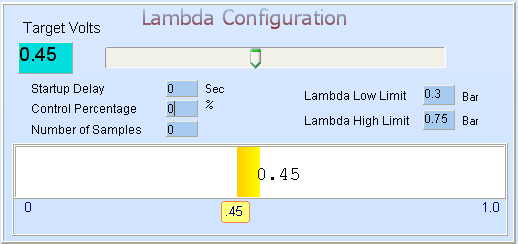 Lambda Configuration
Target Volts
0.45
Startup Delay 0 Sec
Control Percentage 0 %
Number of Samples 0
Lambda Low Limit 0.3 Bar
Lambda High Limit 0.75 Bar
0.45
0 .45 1.0